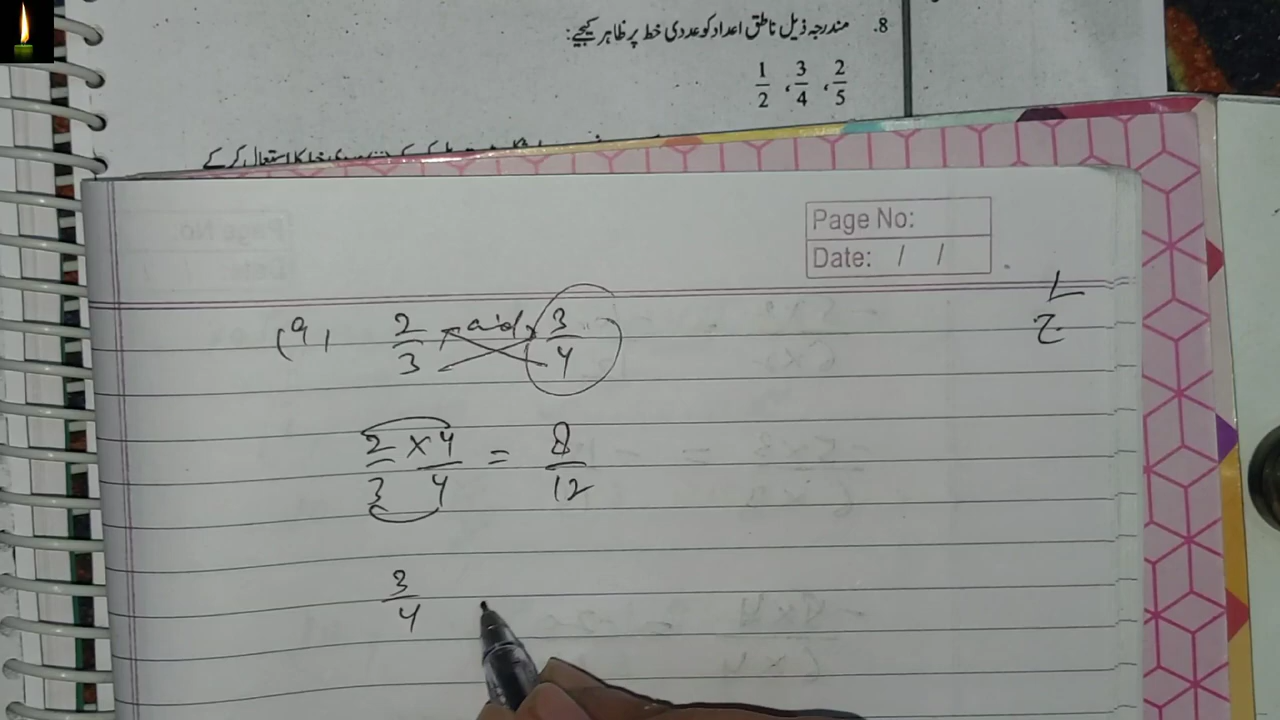 8. مندرجہ ذیل ناطق اعداد کو عددی خط پر ظاہر کیجیے:
1/2 ، 3/4 ، 2/5
Page No:
Date: / /
(9) 2/3 and 3/4
2/3 × 4/4 = 8/12
3/4